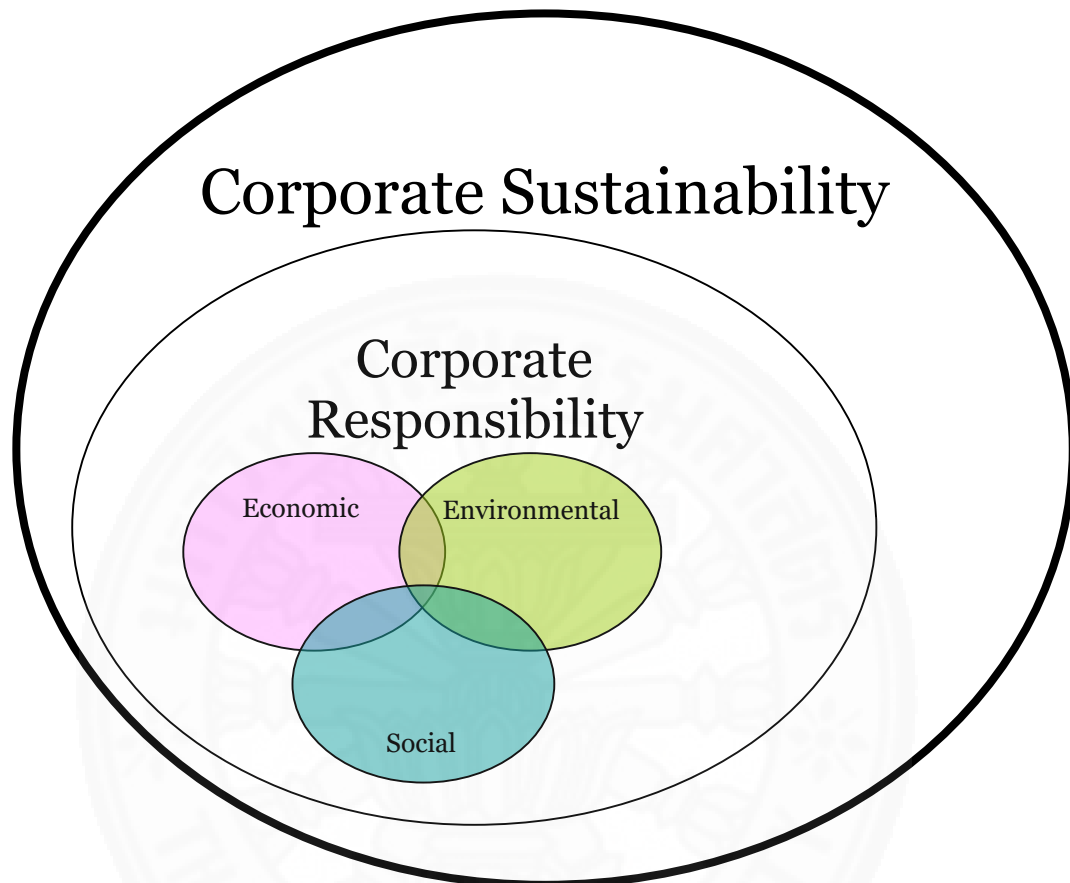 Corporate Sustainability
Corporate
Responsibility
Economic
Environmental
Social